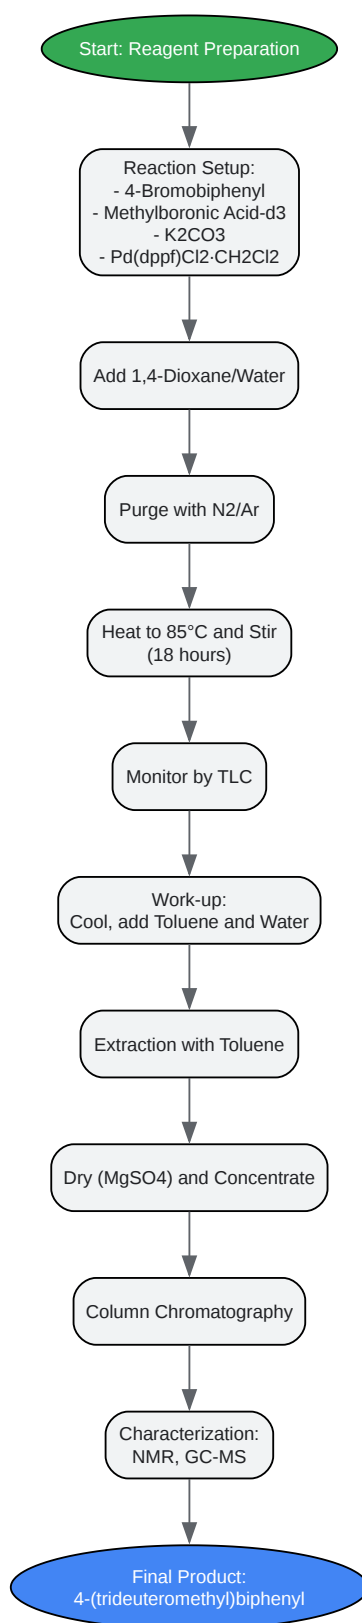 Start: Reagent Preparation
Reaction Setup:
- 4-Bromobiphenyl
- Methylboronic Acid-d3
- K2CO3
- Pd(dppf)Cl2·CH2Cl2
Add 1,4-Dioxane/Water
Purge with N2/Ar
Heat to 85°C and Stir
(18 hours)
Monitor by TLC
Work-up:
Cool, add Toluene and Water
Extraction with Toluene
Dry (MgSO4) and Concentrate
Column Chromatography
Characterization:
NMR, GC-MS
Final Product:
4-(trideuteromethyl)biphenyl